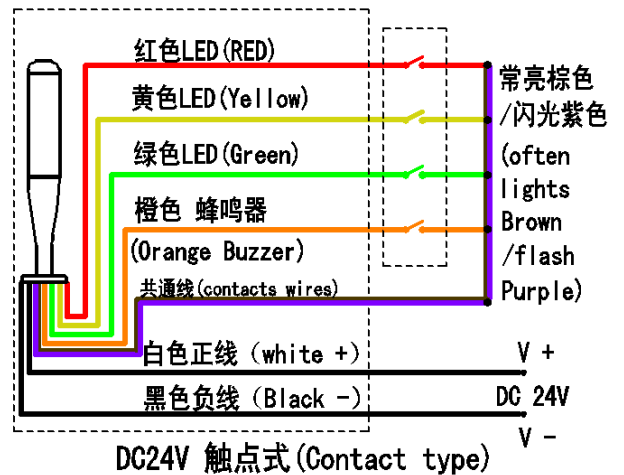 红色LED(RED)
黄色LED(Yellow)
绿色LED(Green)
橙色 蜂鸣器
(Orange Buzzer)
共通线(contacts wires)
白色正线 (white +)
黑色负线 (Black -)
常亮棕色
/闪光紫色
(often
lights
Brown
/flash
Purple)
V +
DC 24V
V -
DC24V 触点式(Contact type)